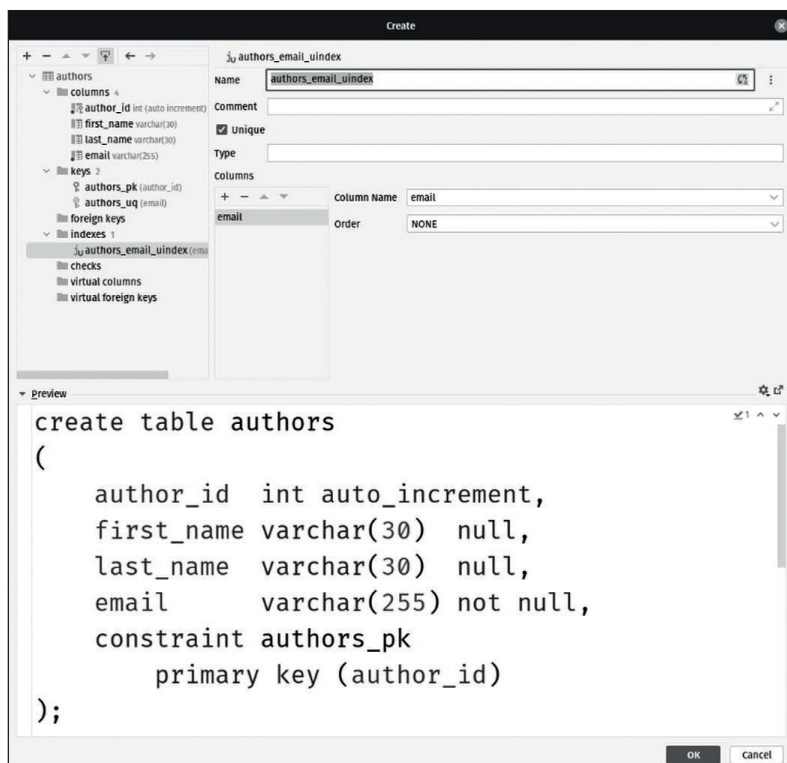 Create
authors_email_uindex
authors
columns 4
author_id int (auto increment)
first_name varchar(30)
last_name varchar(30)
email varchar(255)
keys 2
authors_pk (author_id)
authors_uq (email)
foreign keys
indexes 1
authors_email_uindex (ema
checks
virtual columns
virtual foreign keys
Name authors_email_uindex
Comment
Unique
Type
Columns
email
Column Name email
Order NONE
Preview
1
create table authors
(
author_id int auto_increment,
first_name varchar(30) null,
last_name varchar(30) null,
email varchar(255) not null,
constraint authors_pk
primary key (author_id)
);
OK Cancel